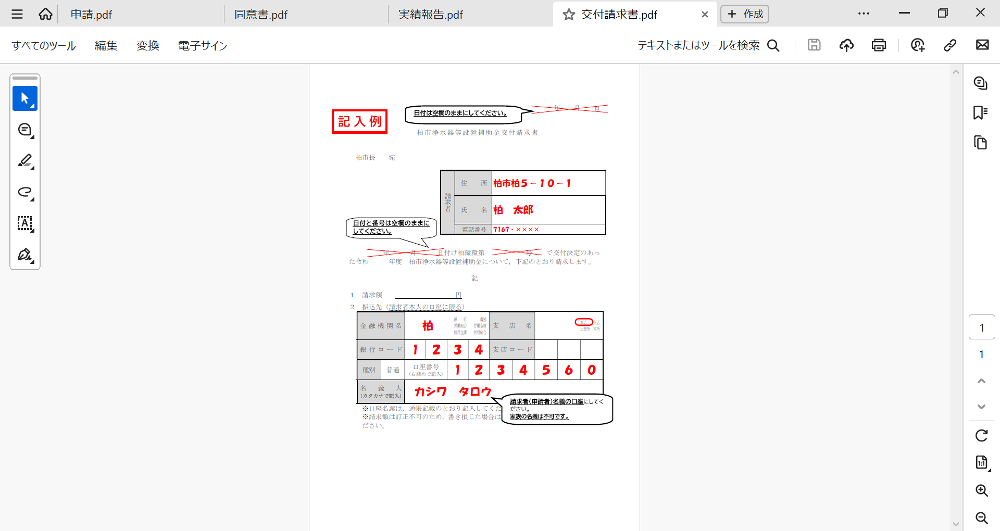 申請.pdf
同意書.pdf
実績報告.pdf
交付請求書.pdf
作成
すべてのツール
編集
変換
電子サイン
テキストまたはツールを検索
年 月 日
日付は空欄のままにしてください。
記入例
柏市浄水器等設置補助金交付請求書
柏市長 宛
請求者
住 所 柏市柏5－10－1
氏 名 柏 太郎
電話番号 7167-××××
日付と番号は空欄のままに
してください。
年 月 日付け柏環環第 号 で交付決定のあっ
た令和 年度 柏市浄水器等設置補助金について，下記のとおり請求します。
記
1 請求額 円
2 振込先（請求者本人の口座に限る）
金融機関名 柏 銀 行 農協
労働組合 労働金庫
信用金庫 信用組合
支 店 名 本店 支店
出張所 本所
銀行コード 1 2 3 4 支店コード
種別 普通 口座番号 1 2 3 4 5 6 0
（右詰めで記入）
名 義 人 カシワ タロウ
（カタカナで記入）
※口座名義は，通帳記載のとおり記入してくだ
※請求額は訂正不可のため，書き損じた場合は
ださい。
請求者（申請者）名義の口座にしてく
ださい。
家族の名義は不可です。
1
1
1:1